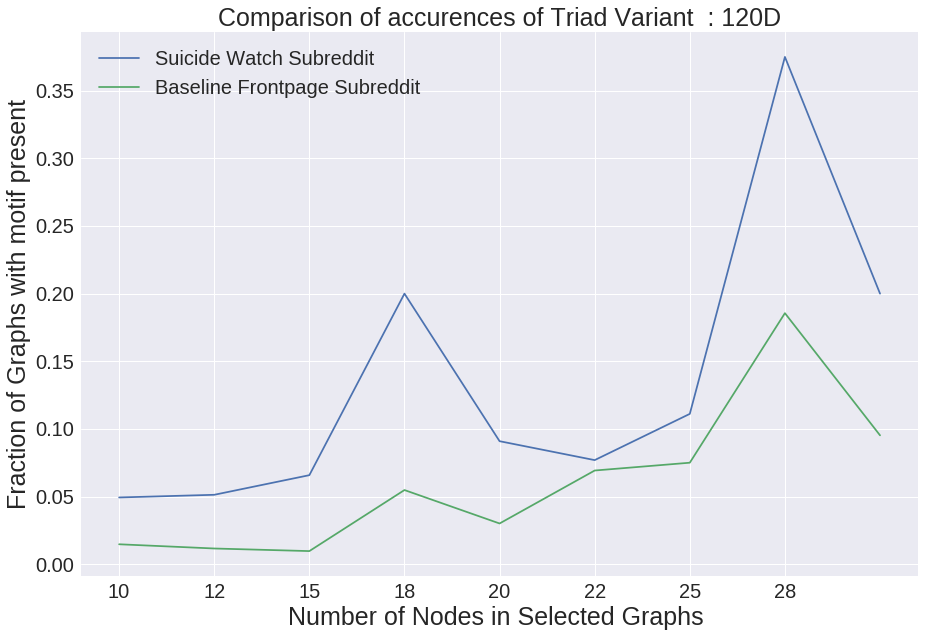 Comparison of accurences of Triad Variant  : 120D
Suicide Watch Subreddit
Baseline Frontpage Subreddit
Fraction of Graphs with motif present
0.35
0.30
0.25
0.20
0.15
0.10
0.05
0.00
10 12 15 18 20 22 25 28
Number of Nodes in Selected Graphs